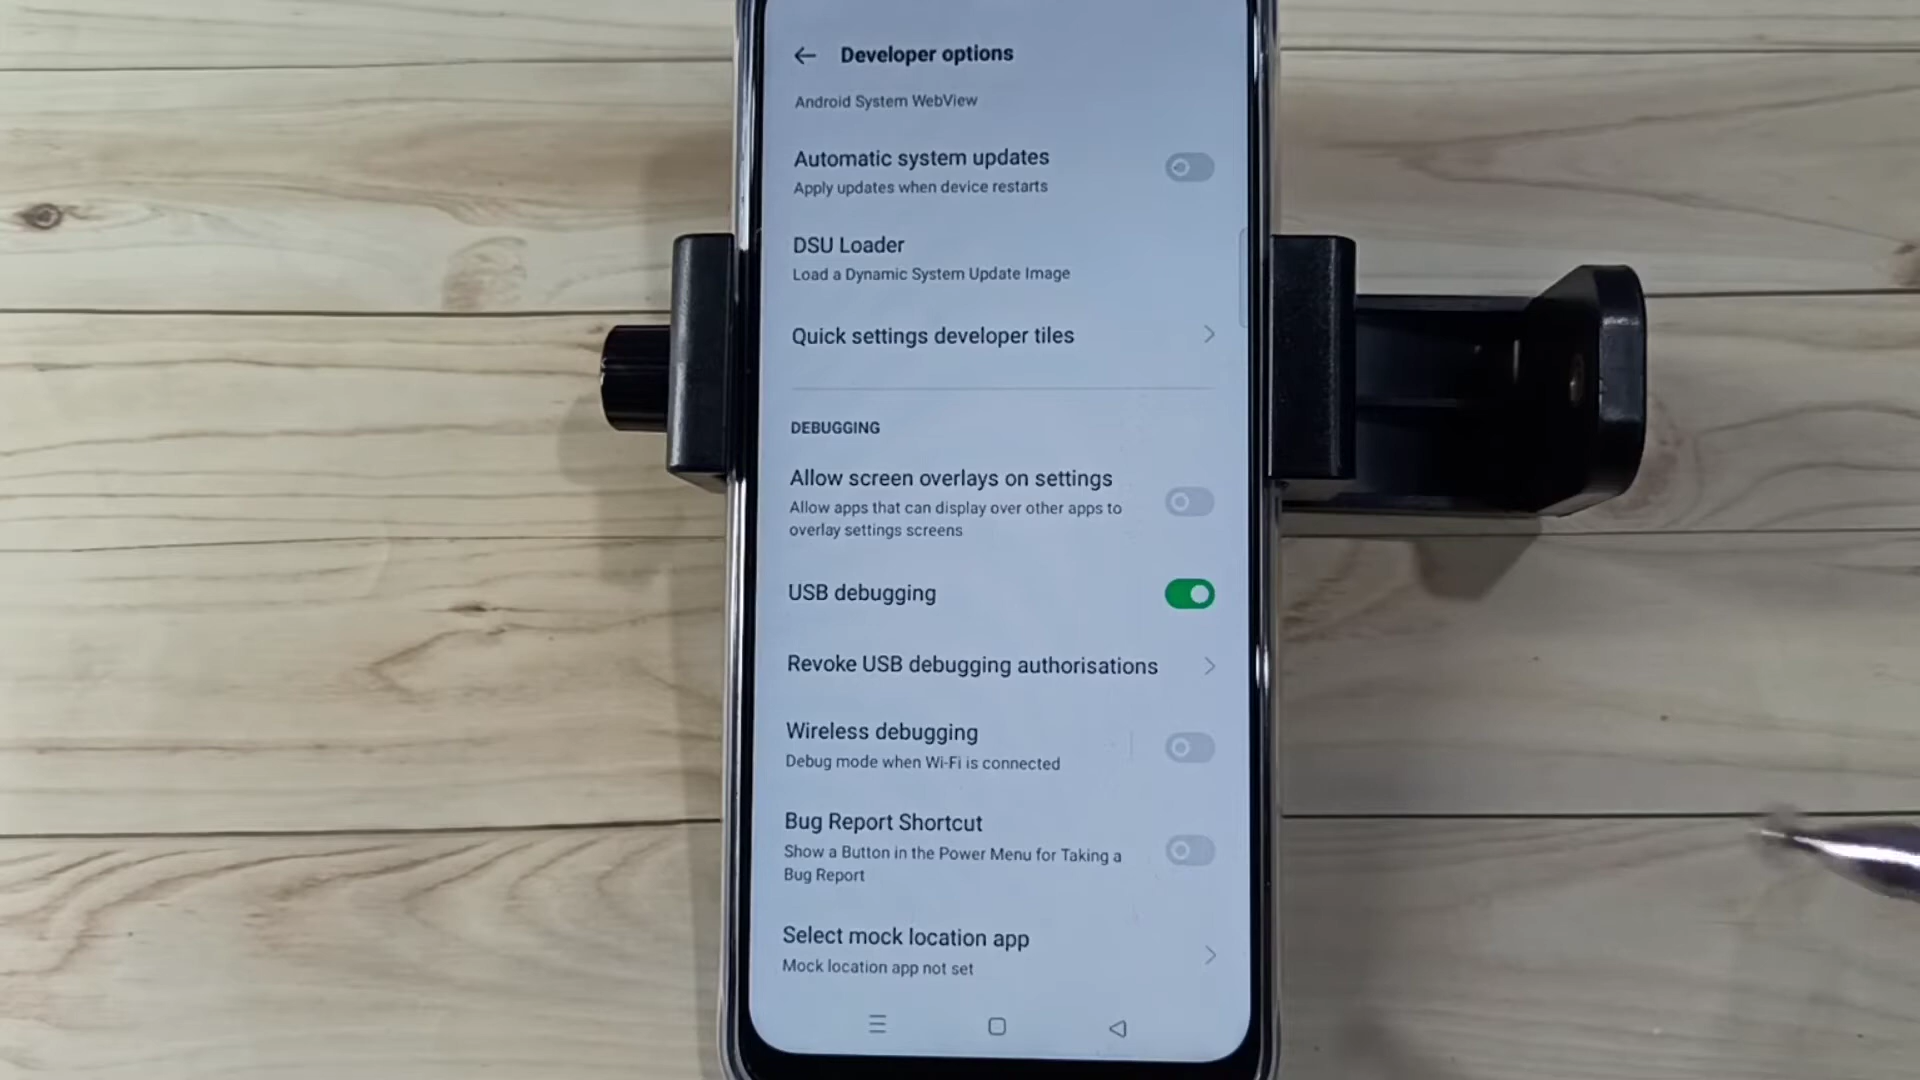 Developer options
Android System WebView
Automatic system updates
Apply updates when device restarts
DSU Loader
Load a Dynamic System Update Image
Quick settings developer tiles
DEBUGGING
Allow screen overlays on settings
Allow apps that can display over other apps to
overlay settings screens
USB debugging
Revoke USB debugging authorisations
Wireless debugging
Debug mode when Wi-Fi is connected
Bug Report Shortcut
Show a Button in the Power Menu for Taking a
Bug Report
Select mock location app
Mock location app not set